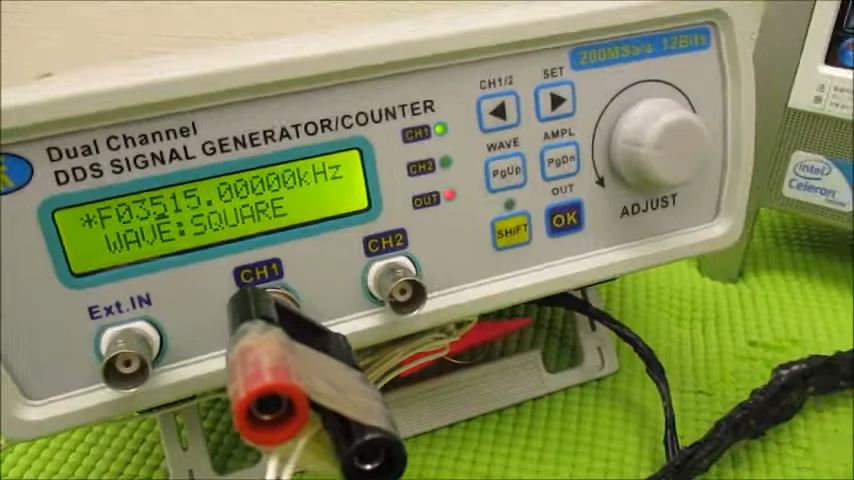 200MSa/s 12Bits
Dual Channel
DDS SIGNAL GENERATOR/COUNTER
*F03515.00000kHz
WAVE:SQUARE
CH1
CH2
OUT
CH1/2
SET
WAVE
AMPL
PgUp
PgDn
OUT
SHIFT
OK
ADJUST
Ext.IN
CH1
CH2
intel
Celeron